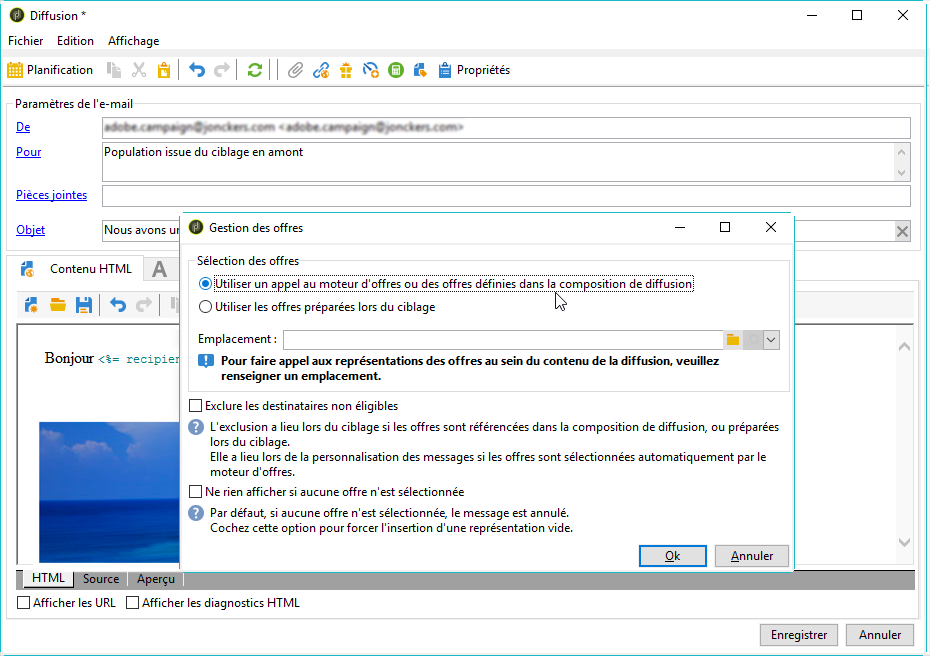 Diffusion *
Fichier Edition Affichage
Planification Propriétés
Paramètres de l'e-mail
De adobe.campaign@jonckers.com <adobe.campaign@jonckers.com>
Pour Population issue du ciblage en amont
Pièces jointes
Objet Nous avons
Gestion des offres
Sélection des offres
Utiliser un appel au moteur d'offres ou des offres définies dans la composition de diffusion
Utiliser les offres préparées lors du ciblage
Emplacement :
Pour faire appel aux représentations des offres au sein du contenu de la diffusion, veuillez
renseigner un emplacement.
Exclure les destinataires non éligibles
L'exclusion a lieu lors du ciblage si les offres sont référencées dans la composition de diffusion, ou préparées
lors du ciblage.
Elle a lieu lors de la personnalisation des messages si les offres sont sélectionnées automatiquement par le
moteur d'offres.
Ne rien afficher si aucune offre n'est sélectionnée
Par défaut, si aucune offre n'est sélectionnée, le message est annulé.
Cochez cette option pour forcer l'insertion d'une représentation vide.
Ok Annuler
Contenu HTML A
Bonjour <%= recipien
HTML Source Aperçu
Afficher les URL Afficher les diagnostics HTML
Enregistrer Annuler